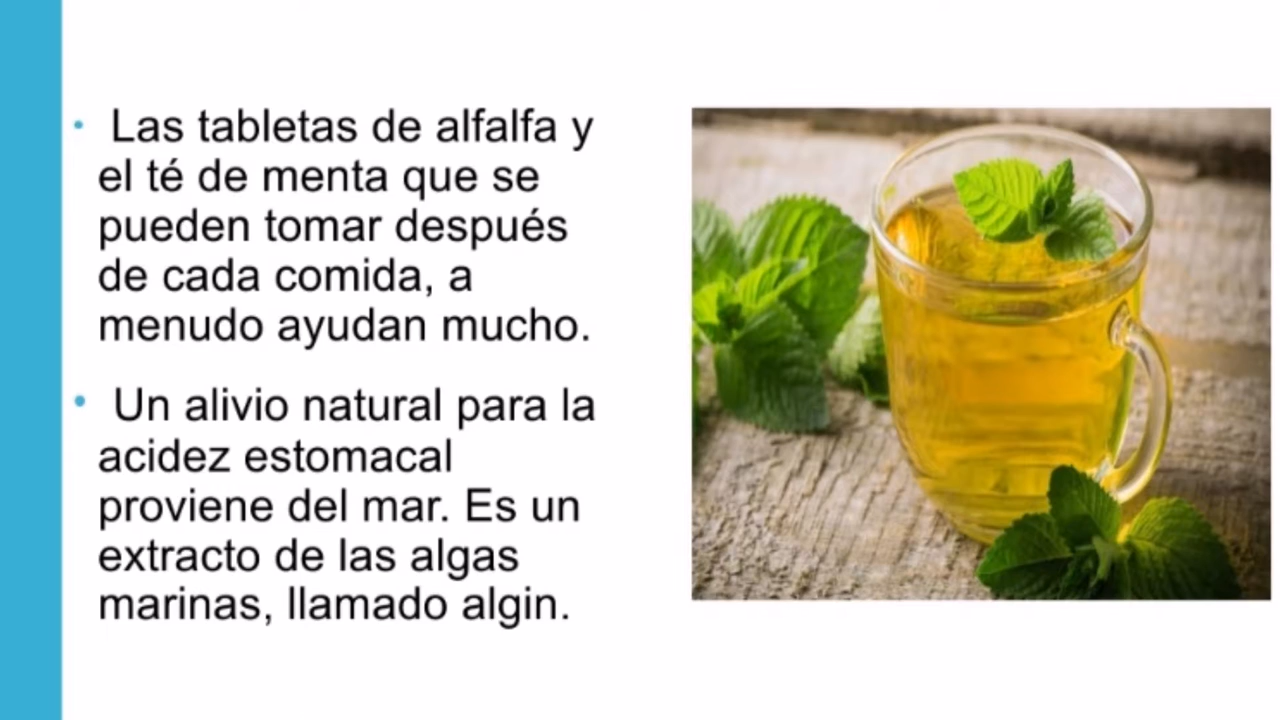 • Las tabletas de alfalfa y
el té de menta que se
pueden tomar después
de cada comida, a
menudo ayudan mucho.
• Un alivio natural para la
acidez estomacal
proviene del mar. Es un
extracto de las algas
marinas, llamado algin.